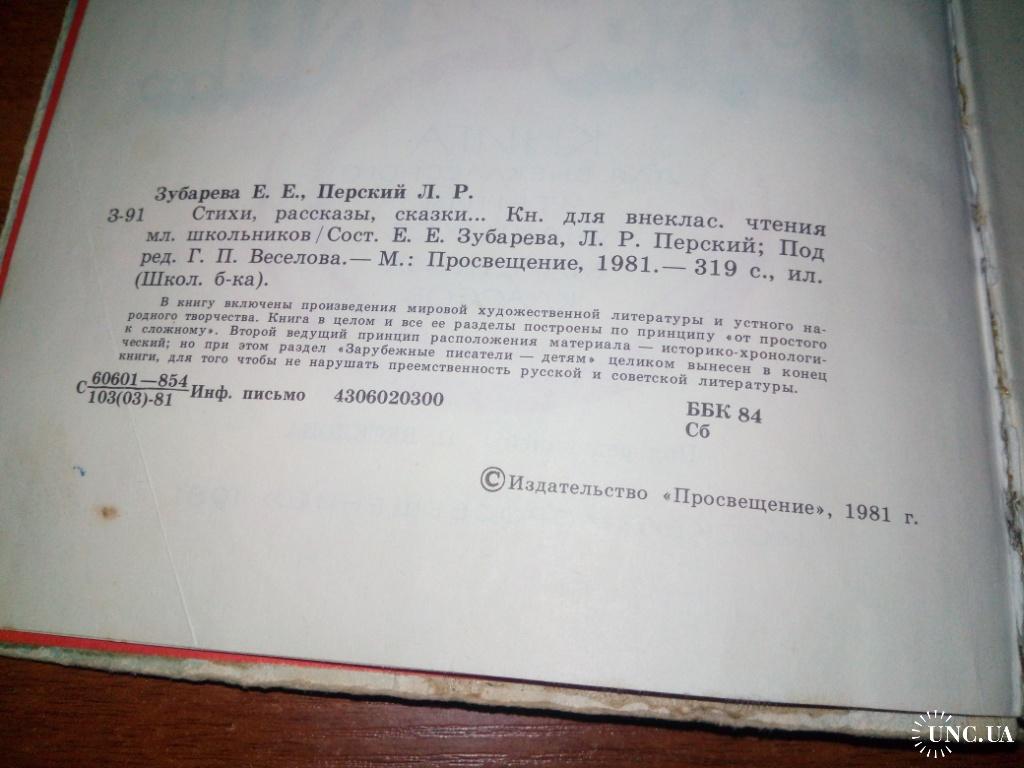 Зубарева Е. Е., Перский Л. Р.
З-91 Стихи, рассказы, сказки... Кн. для внеклас. чтения
мл. школьников/Сост. Е. Е. Зубарева, Л. Р. Перский; Под
ред. Г. П. Веселова.— М.: Просвещение, 1981.— 319 с., ил.
(Школ. б-ка).
В книгу включены произведения мировой художественной литературы и устного на-
родного творчества. Книга в целом и все ее разделы построены по принципу «от простого
к сложному». Второй ведущий принцип расположения материала — историко-хронологи-
ческий; но при этом раздел «Зарубежные писатели — детям» целиком вынесен в конец
книги, для того чтобы не нарушать преемственность русской и советской литературы.
С 60601—854
103(03)-81 Инф. письмо 4306020300
ББК 84
Сб
© Издательство «Просвещение», 1981 г.
UNC.UA